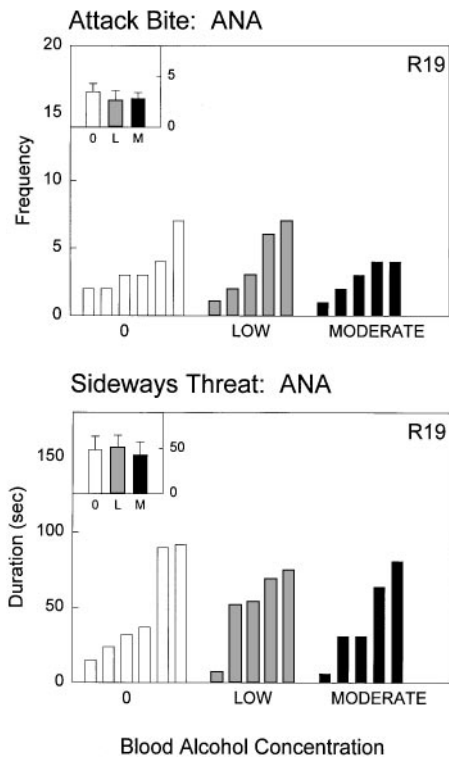 Attack Bite: ANA
20
R19
5
15
0
0 L M
Frequency
10
5
0
0 LOW MODERATE
Sideways Threat: ANA
R19
150
50
0
0 L M
Duration (sec)
100
50
0
0 LOW MODERATE
Blood Alcohol Concentration